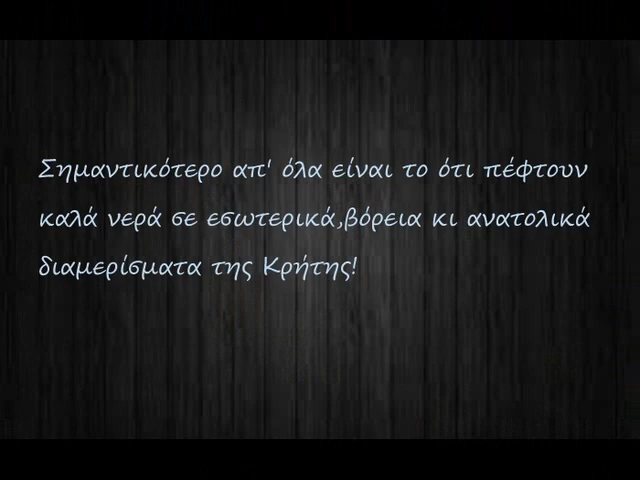 Σημαντικότερο απ' όλα είναι το ότι πέφτουν
καλά νερά σε εσωτερικά,βόρεια κι ανατολικά
διαμερίσματα της Κρήτης!